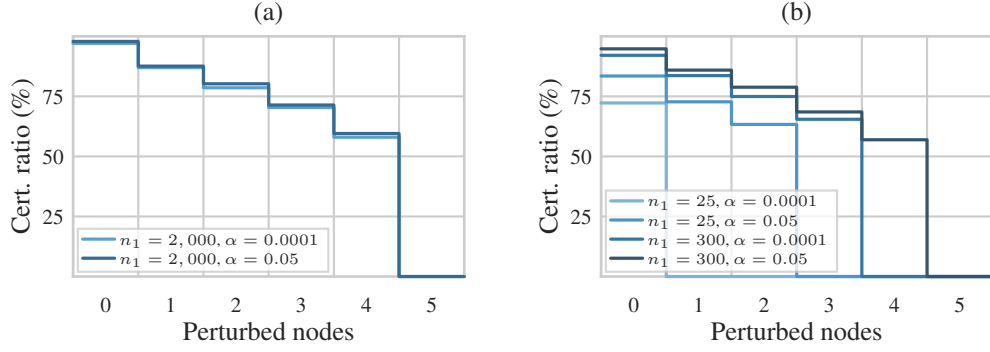 (a)
Cert. ratio (%)
75
50
25
n₁ = 2,000, α = 0.0001
n₁ = 2,000, α = 0.05
0 1 2 3 4 5
Perturbed nodes
(b)
Cert. ratio (%)
75
50
25
n₁ = 25, α = 0.0001
n₁ = 25, α = 0.05
n₁ = 300, α = 0.0001
n₁ = 300, α = 0.05
0 1 2 3 4 5
Perturbed nodes